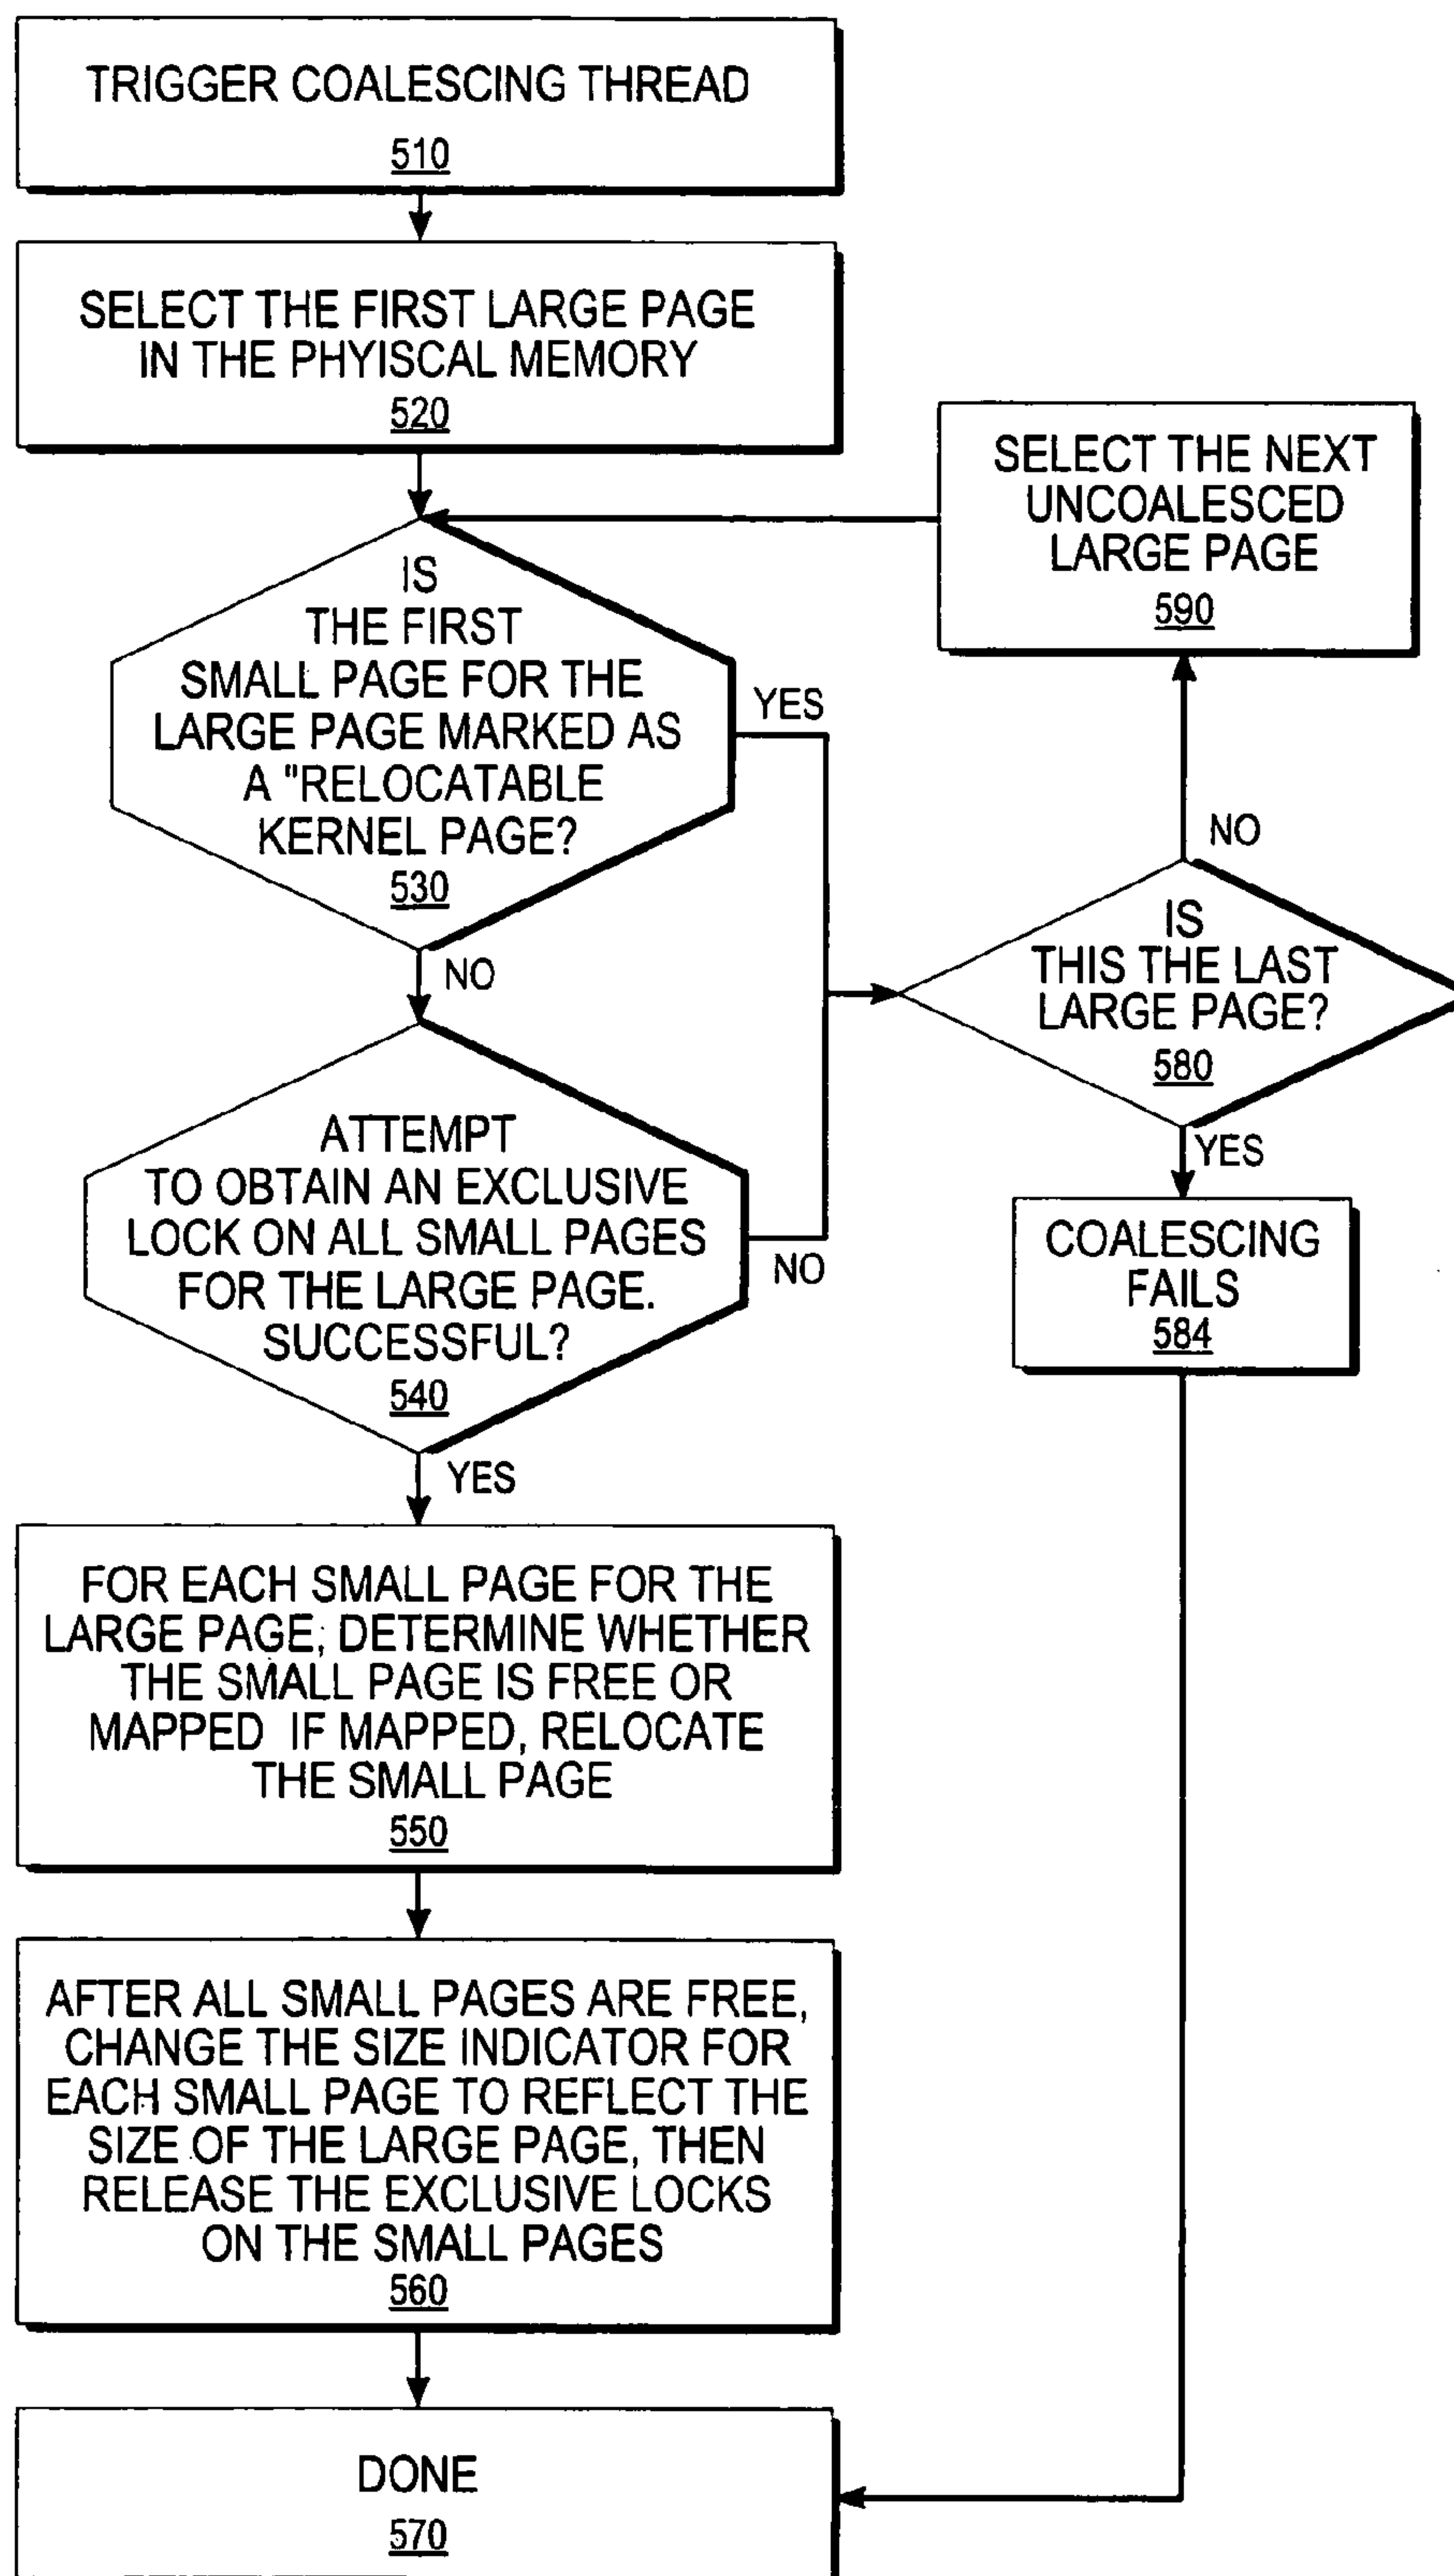 TRIGGER COALESCING THREAD
510
SELECT THE FIRST LARGE PAGE
IN THE PHYISCAL MEMORY
520
IS
THE FIRST
SMALL PAGE FOR THE
LARGE PAGE MARKED AS
A "RELOCATABLE
KERNEL PAGE?
530
YES
NO
ATTEMPT
TO OBTAIN AN EXCLUSIVE
LOCK ON ALL SMALL PAGES
FOR THE LARGE PAGE.
SUCCESSFUL?
540
NO
YES
FOR EACH SMALL PAGE FOR THE
LARGE PAGE; DETERMINE WHETHER
THE SMALL PAGE IS FREE OR
MAPPED  IF MAPPED, RELOCATE
THE SMALL PAGE
550
AFTER ALL SMALL PAGES ARE FREE,
CHANGE THE SIZE INDICATOR FOR
EACH SMALL PAGE TO REFLECT THE
SIZE OF THE LARGE PAGE, THEN
RELEASE THE EXCLUSIVE LOCKS
ON THE SMALL PAGES
560
DONE
570
SELECT THE NEXT
UNCOALESCED
LARGE PAGE
590
NO
IS
THIS THE LAST
LARGE PAGE?
580
YES
COALESCING
FAILS
584